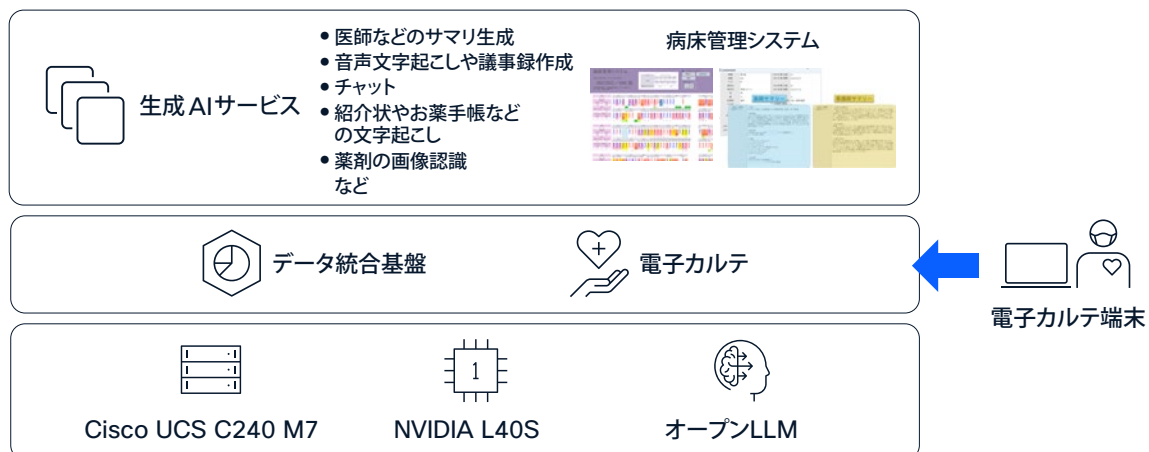 生成AIサービス
● 医師などのサマリ生成
● 音声文字起こしや議事録作成
● チャット
● 紹介状やお薬手帳など
の文字起こし
● 薬剤の画像認識
など
病床管理システム
データ統合基盤
電子カルテ
電子カルテ端末
Cisco UCS C240 M7
1
NVIDIA L40S
オープンLLM